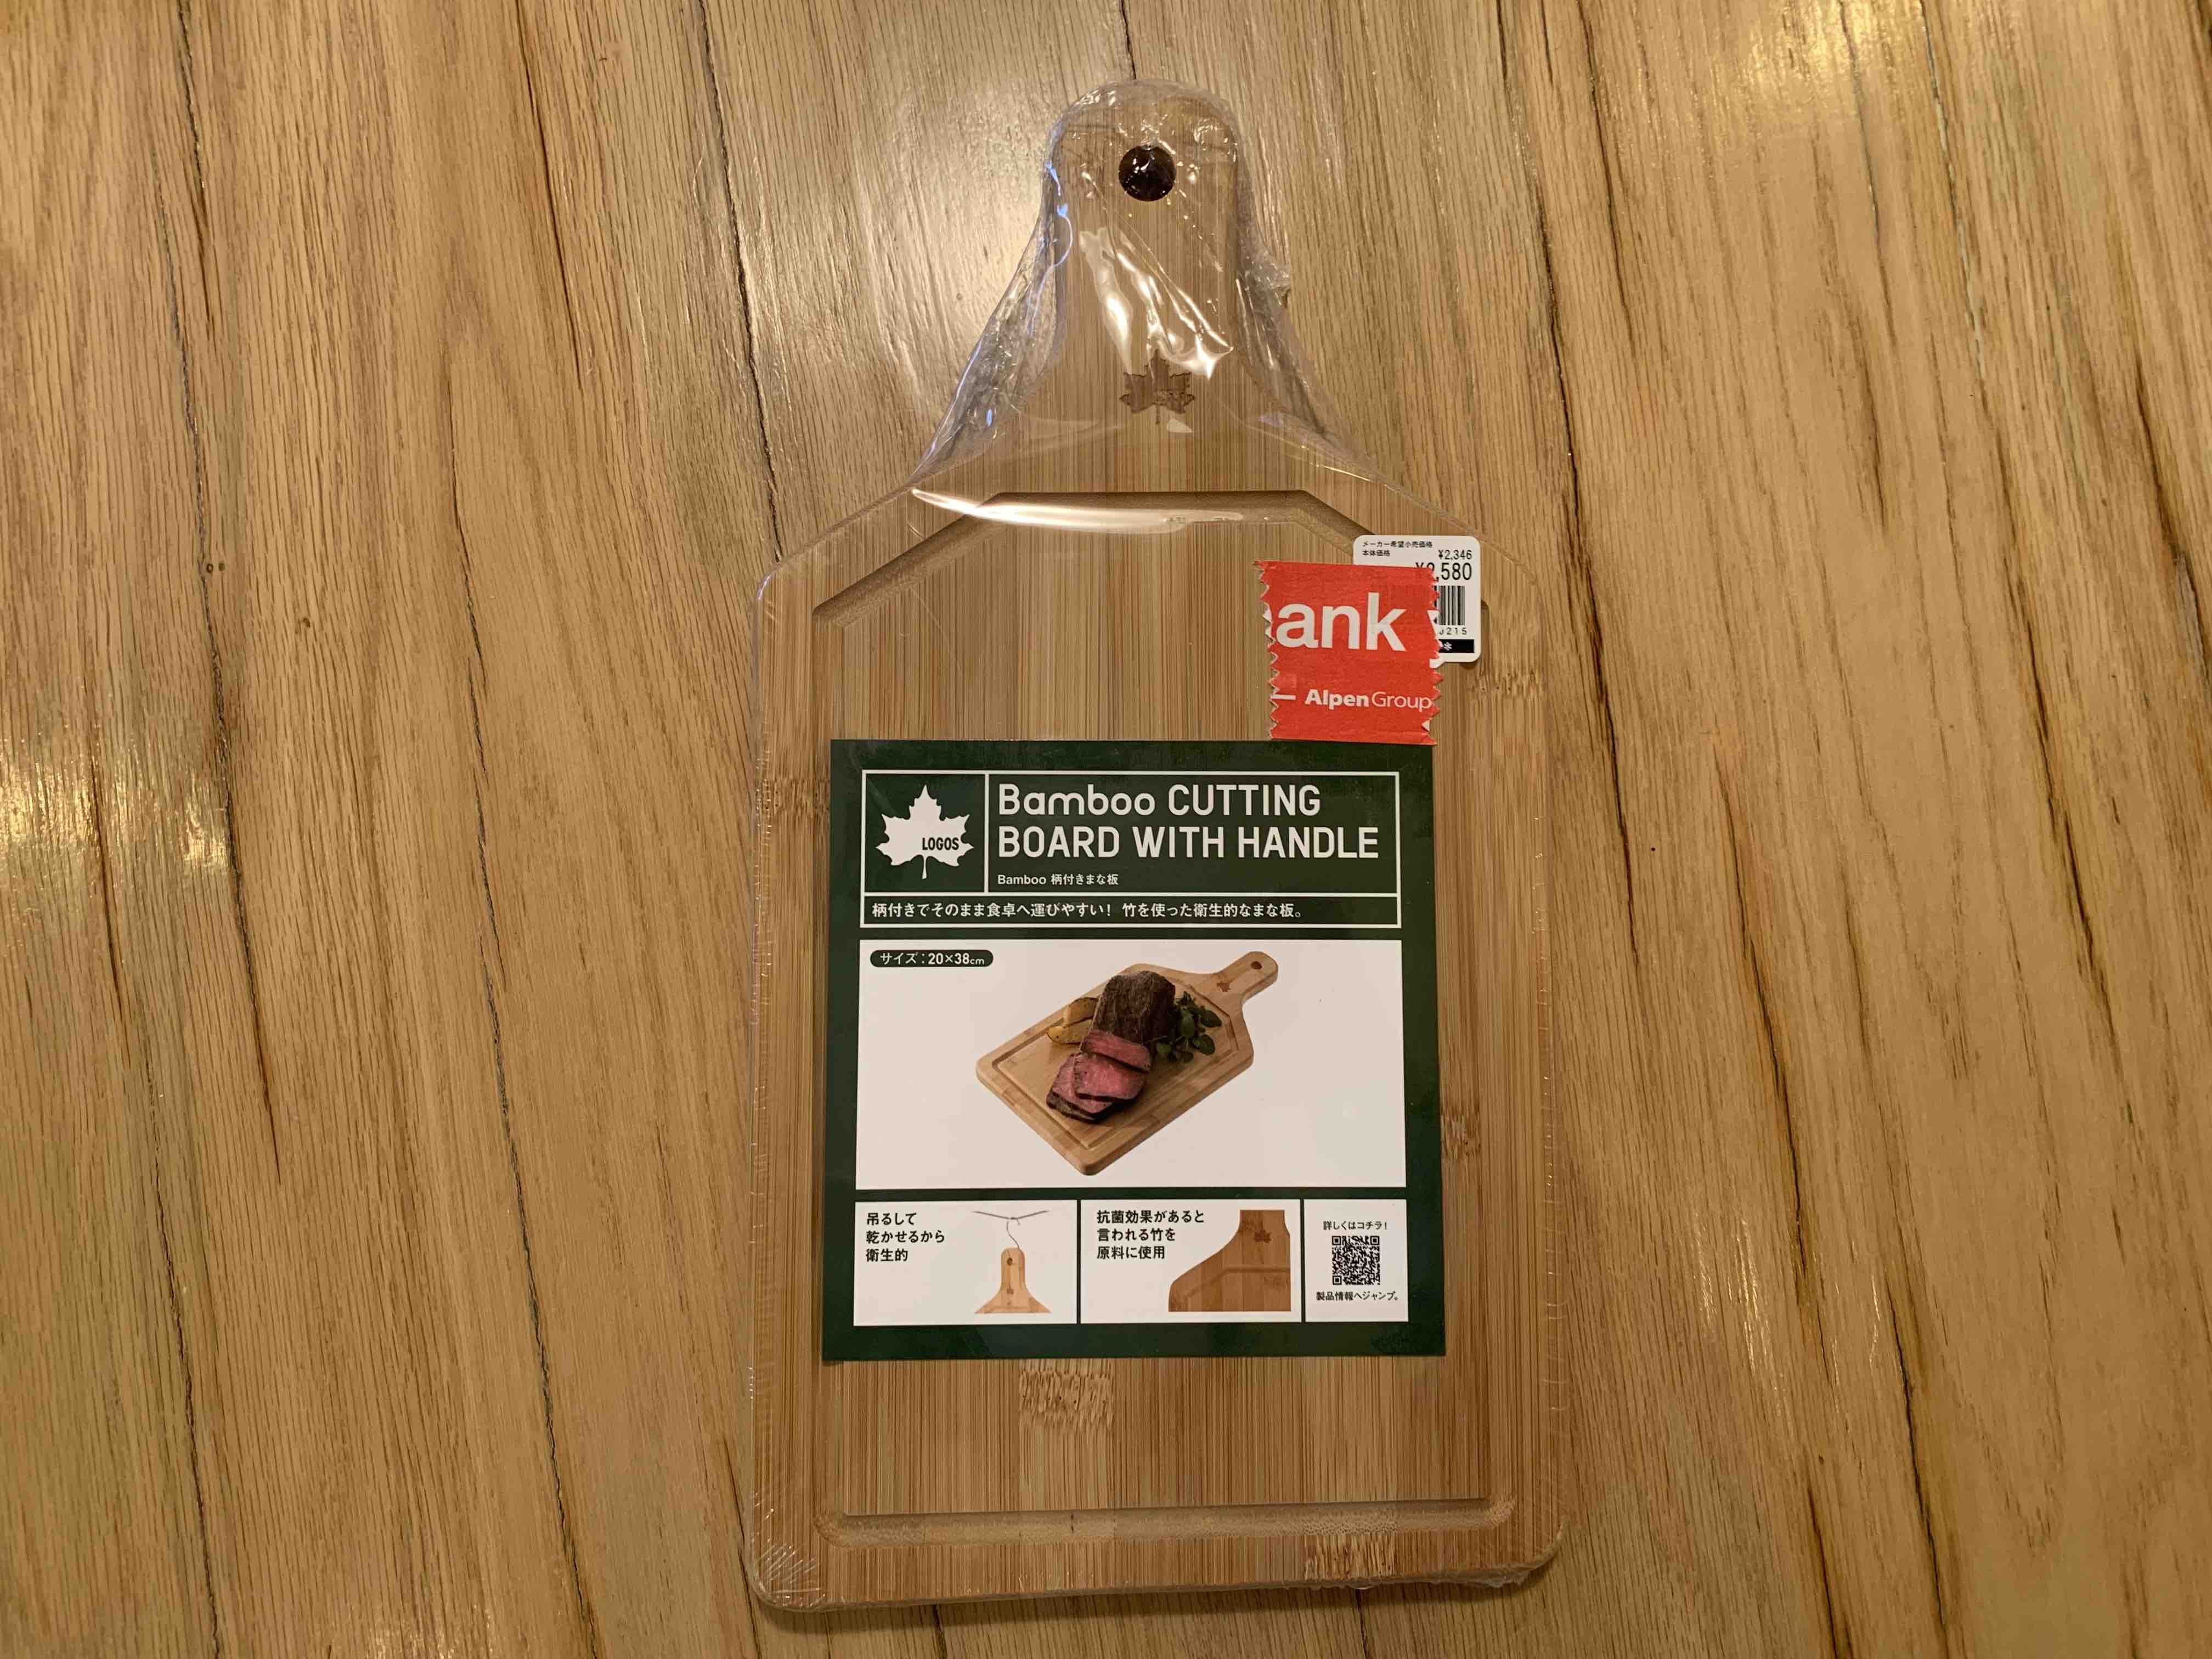 メーカー希望小売価格
本体価格 ¥2,346
,580
ank
215
AlpenGroup
LOGOS
Bamboo CUTTING
BOARD WITH HANDLE
Bamboo 柄付きまな板
柄付きでそのまま食卓へ運びやすい! 竹を使った衛生的なまな板。
サイズ:20×38cm
吊るして
乾かせるから
衛生的
抗菌効果があると
言われる竹を
原料に使用
詳しくはコチラ!
製品情報へジャンプ。